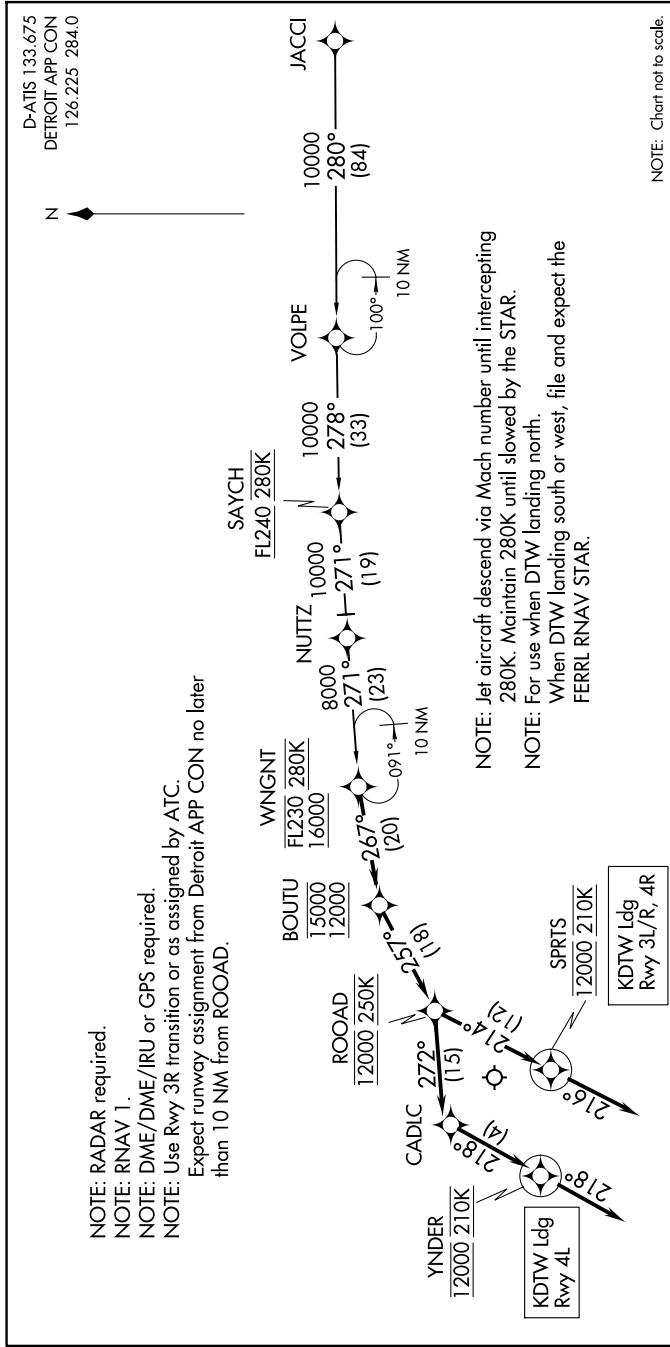 D-ATIS 133.675
DETROIT APP CON
126.225 284.0
N
NOTE: RADAR required.
NOTE: RNAV 1.
NOTE: DME/DME/IRU or GPS required.
NOTE: Use Rwy 3R transition or as assigned by ATC.
Expect runway assignment from Detroit APP CON no later
than 10 NM from ROOAD.
JACCI
10000
280°
(84)
VOLPE
100°
10 NM
10000
278°
(33)
SAYCH
FL240 280K
10000
271°
(19)
NUTTZ
8000
271°
(23)
WNGNT
FL230 280K
16000
091°
10 NM
267°
(20)
BOUTU
15000
12000
257°
(18)
ROOAD
12000 250K
272°
(15)
214°
(12)
CADLC
218°
(4)
YNDER
12000 210K
218°
KDTW Ldg
Rwy 4L
SPRTS
12000 210K
216°
KDTW Ldg
Rwy 3L/R, 4R
NOTE: Jet aircraft descend via Mach number until intercepting
280K. Maintain 280K until slowed by the STAR.
NOTE: For use when DTW landing north.
When DTW landing south or west, file and expect the
FERRL RNAV STAR.
NOTE: Chart not to scale.